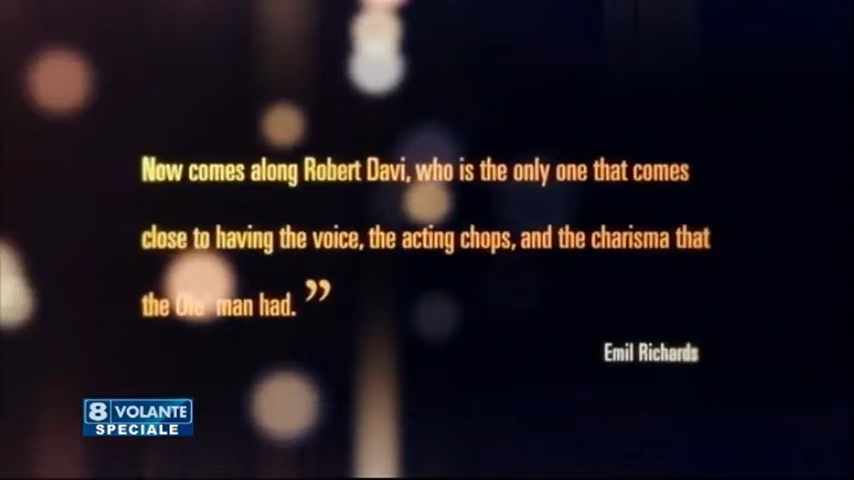 Now comes along Robert Davi, who is the only one that comes
close to having the voice, the acting chops, and the charisma that
the Ole' man had. ”
Emil Richards
8 VOLANTE
SPECIALE